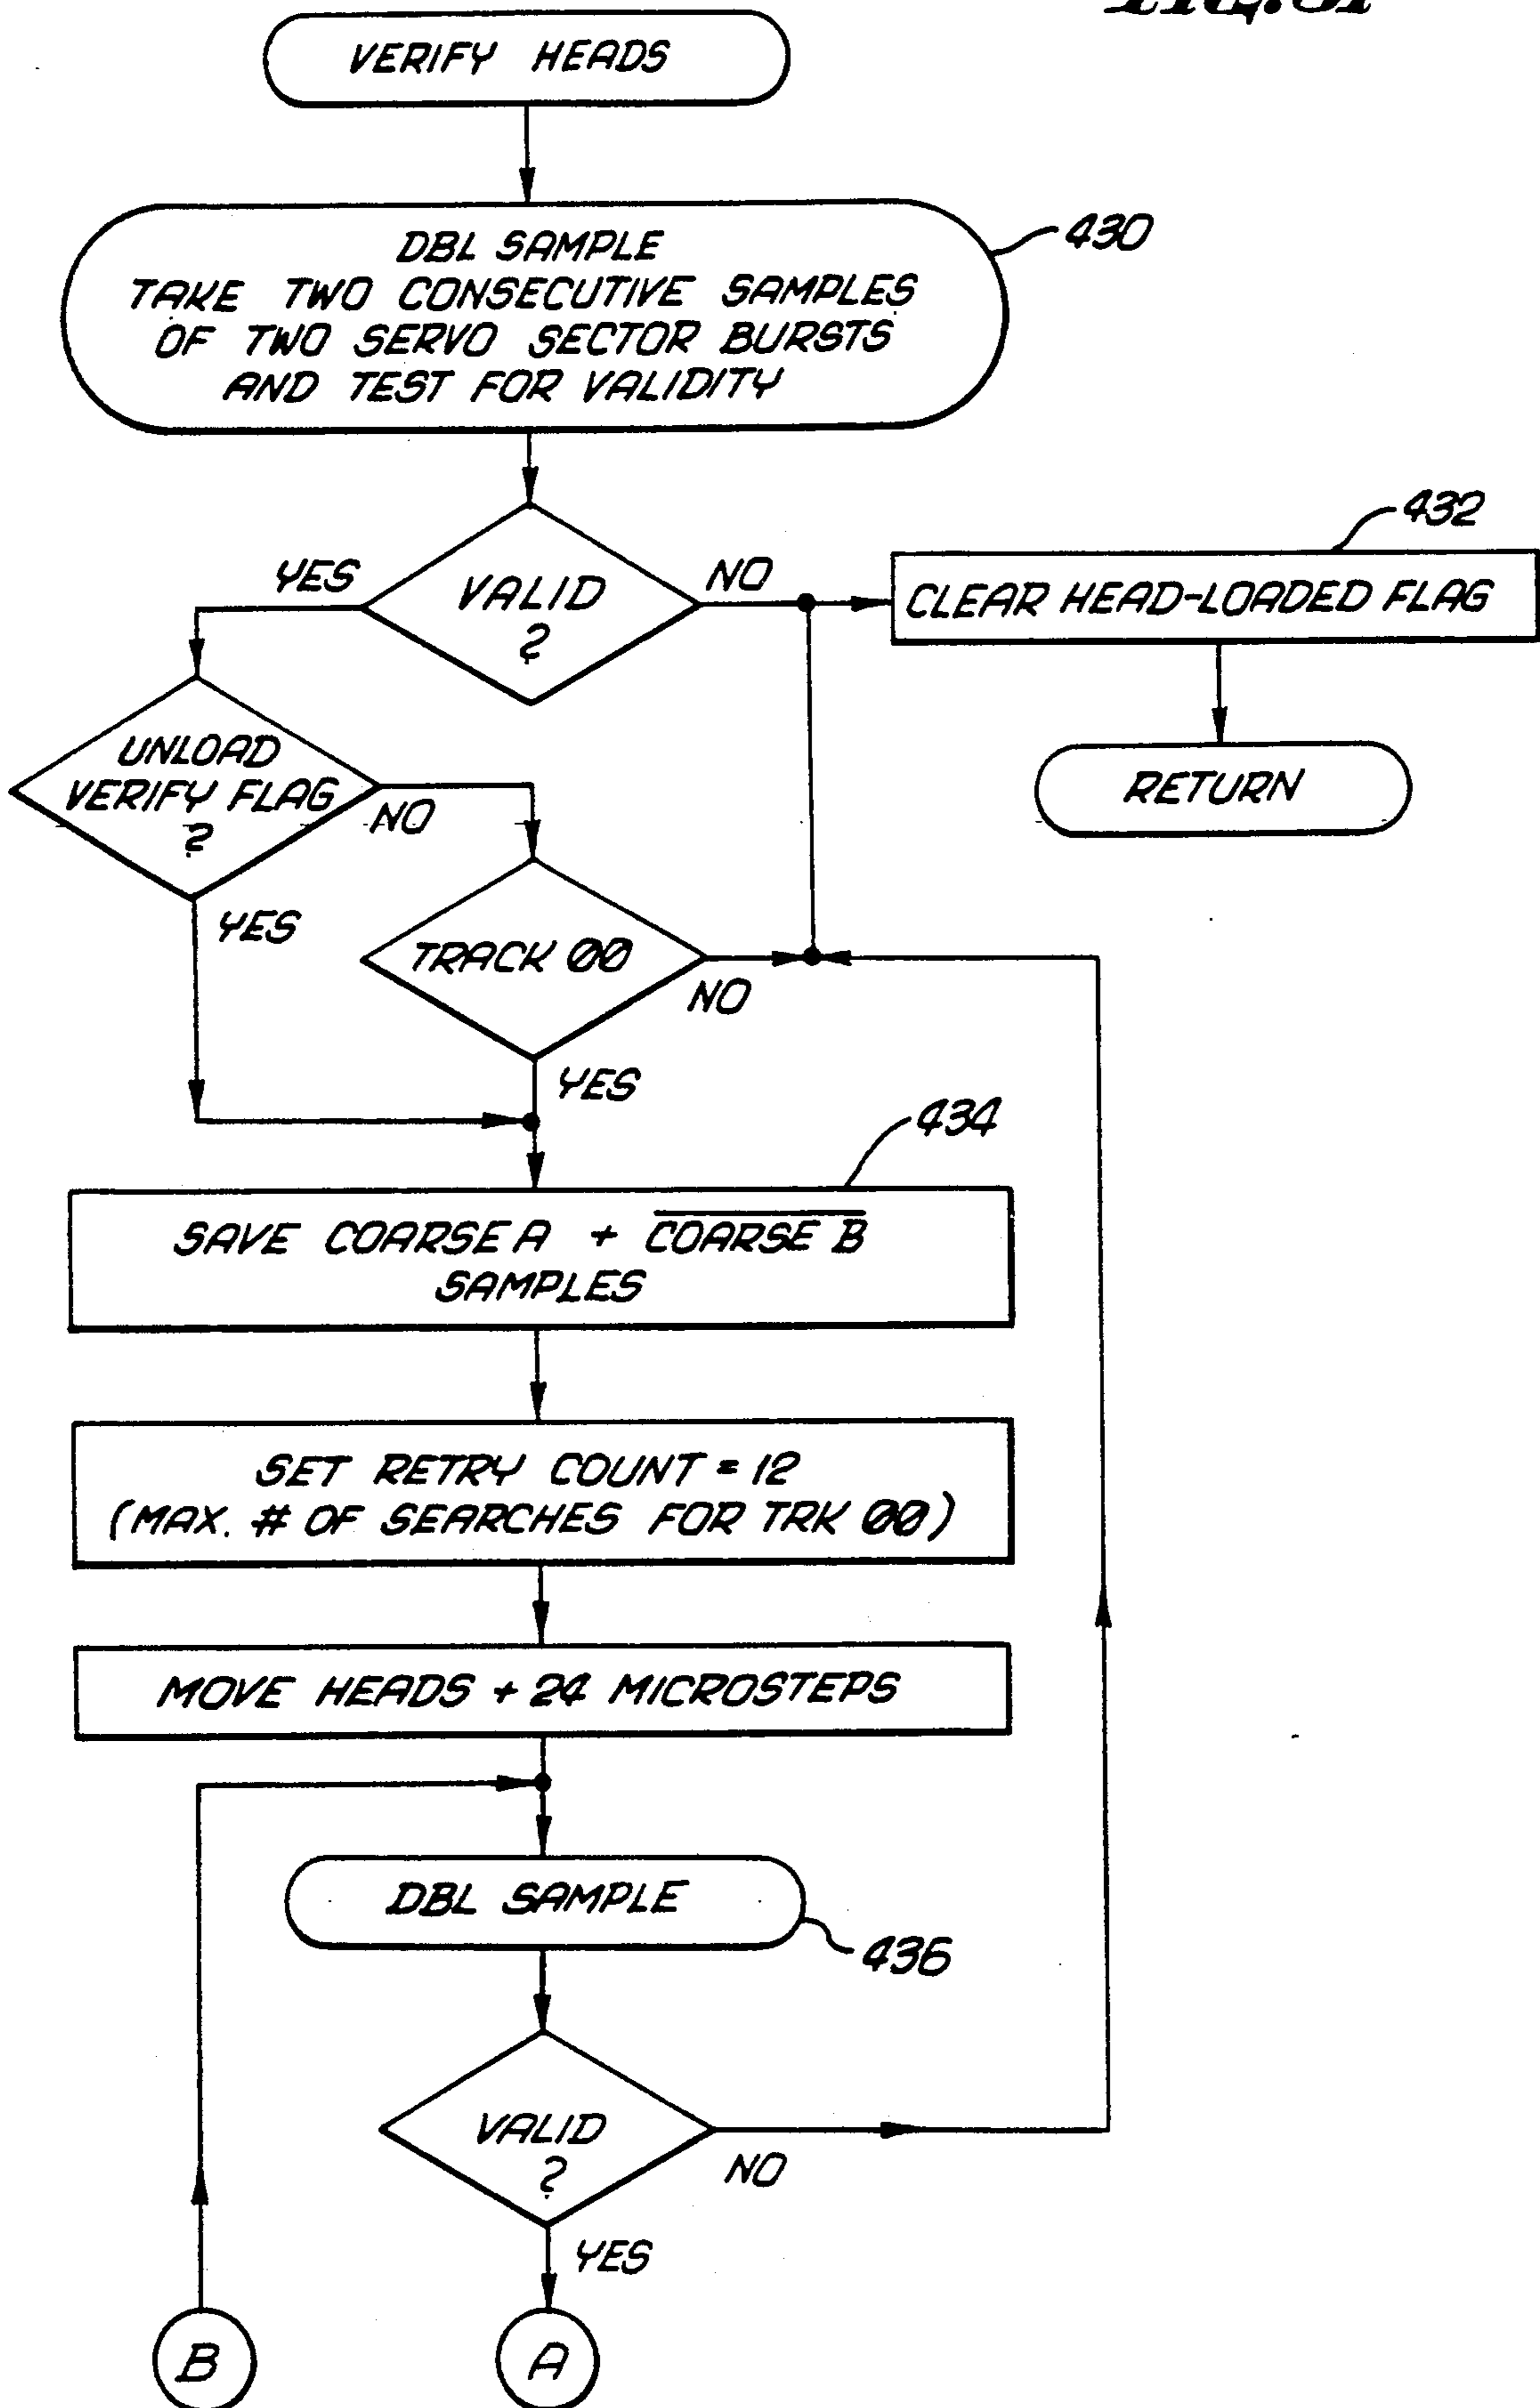 VERIFY HEADS
430
DBL SAMPLE
TAKE TWO CONSECUTIVE SAMPLES
OF TWO SERVO SECTOR BURSTS
AND TEST FOR VALIDITY
432
YES
VALID
?
NO
CLEAR HEAD-LOADED FLAG
UNLOAD
VERIFY FLAG
?
NO
RETURN
YES
TRACK 00
NO
YES
434
SAVE COARSE A + COARSE B
SAMPLES
SET RETRY COUNT = 12
(MAX. # OF SEARCHES FOR TRK 00)
MOVE HEADS + 24 MICROSTEPS
DBL SAMPLE
436
VALID
?
NO
YES
B
A